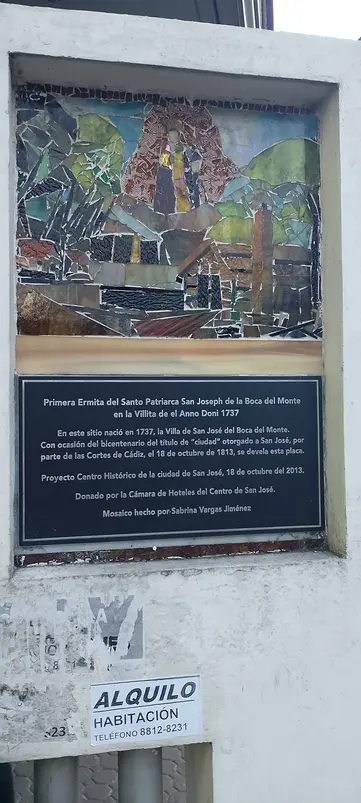 Primera Ermita del Santo Patriarca San Joseph de la Boca del Monte
en la Villita de el Anno Doni 1737
En este sitio nació en 1737, la Villa de San José del Boca del Monte.
Con ocasión del bicentenario del título de “ciudad” otorgado a San José, por
parte de las Cortes de Cádiz, el 18 de octubre de 1813, se devela esta placa.
Proyecto Centro Histórico de la ciudad de San José, 18 de octubre del 2013.
Donado por la Cámara de Hoteles del Centro de San José.
Mosaico hecho por Sabrina Vargas Jiménez
ALQUILO
HABITACIÓN
TELÉFONO 8812-8231